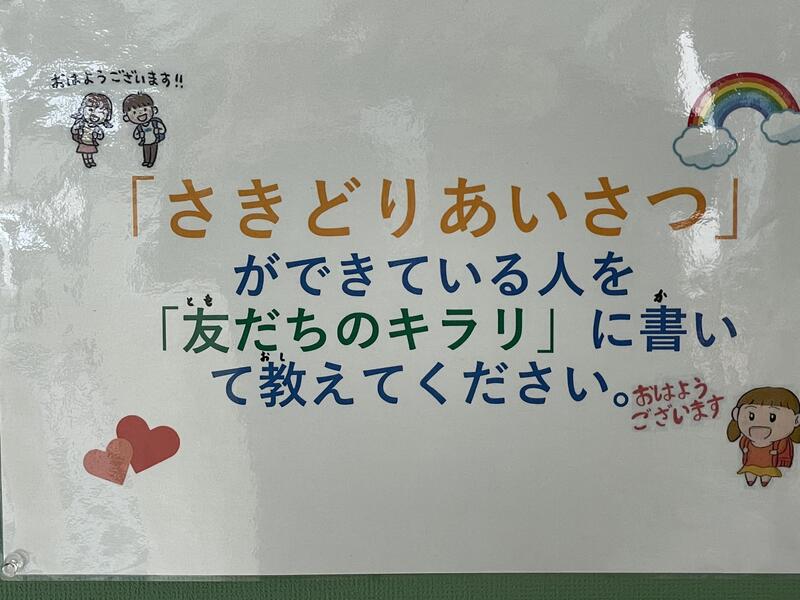 おはようございます!!
「さきどりあいさつ」
ができている人を
「友だちのキラリ」に書い
て教えてください。
おはよう
ございます